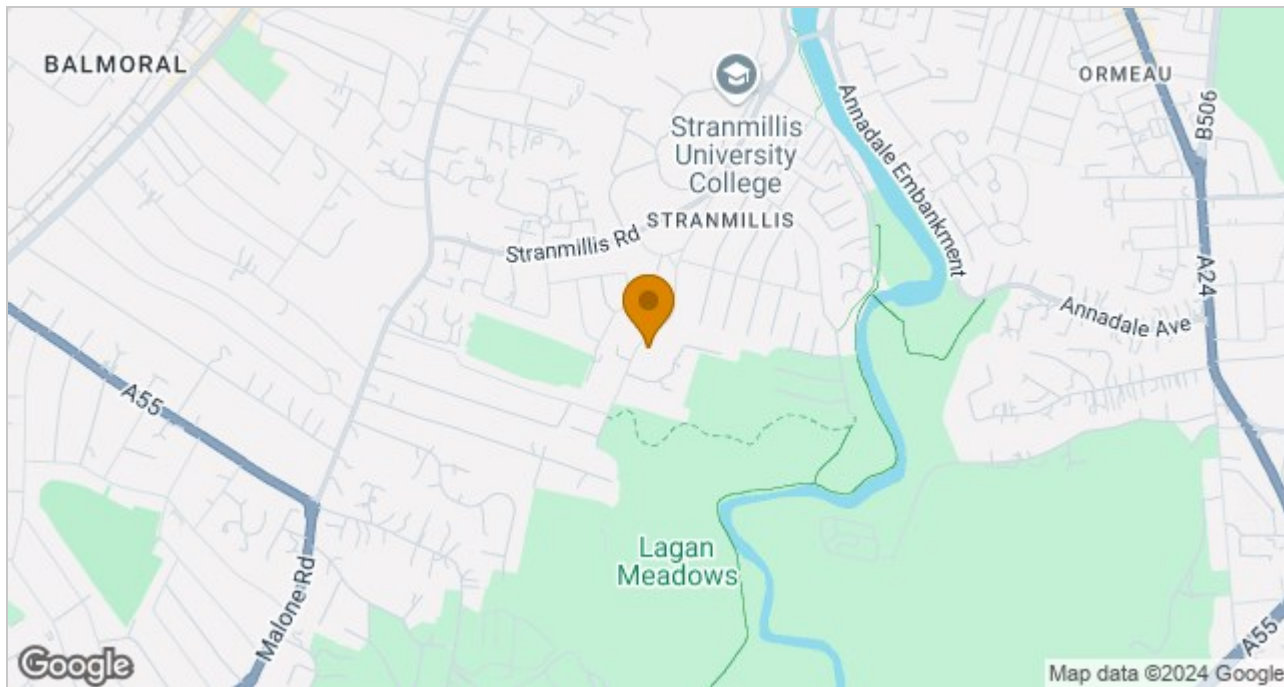 BALMORAL
Stranmillis
University
College
STRANMILLIS
Stranmillis Rd
Annadale Embankment
ORMEAU
B506
A24
Annadale Ave
A55
Malone Rd
Lagan
Meadows
A55
Google
Map data ©2024 Google